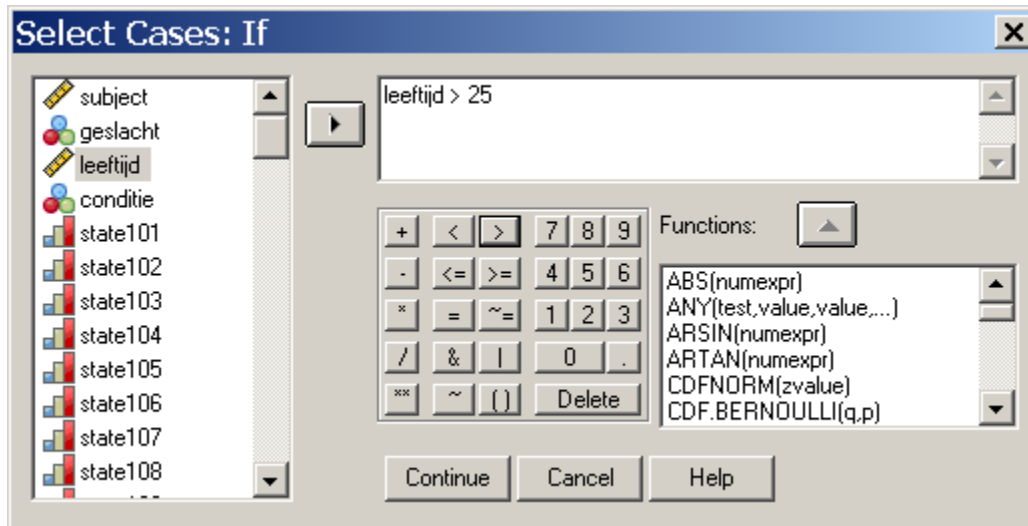 Select Cases: If
subject
geslacht
leeftijd
conditie
state101
state102
state103
state104
state105
state106
state107
state108
leeftijd > 25
+ < > 7 8 9
- <= >= 4 5 6
* = ~= 1 2 3
/ & | 0 .
** ~ () Delete
Functions:
ABS(numexpr)
ANY(test,value,value,...)
ARSIN(numexpr)
ARTAN(numexpr)
CDFNORM(zvalue)
CDF.BERNOULLI(q,p)
Continue Cancel Help